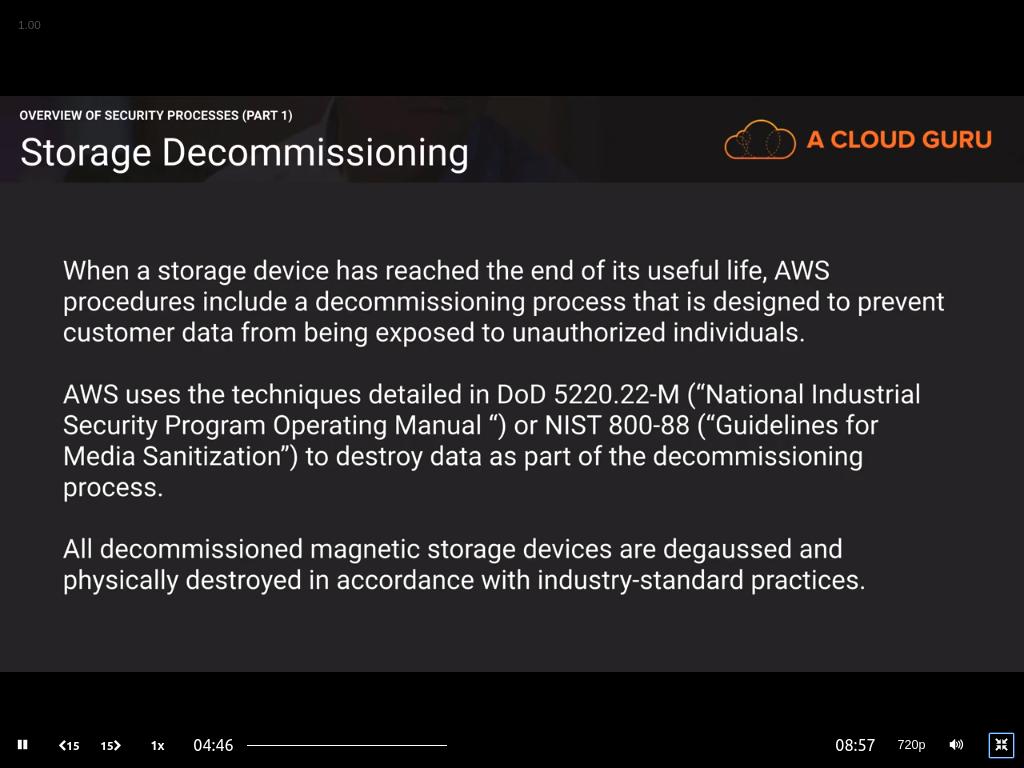 1.00
OVERVIEW OF SECURITY PROCESSES (PART 1)
Storage Decommissioning
A CLOUD GURU
When a storage device has reached the end of its useful life, AWS
procedures include a decommissioning process that is designed to prevent
customer data from being exposed to unauthorized individuals.
AWS uses the techniques detailed in DoD 5220.22-M (“National Industrial
Security Program Operating Manual “) or NIST 800-88 (“Guidelines for
Media Sanitization”) to destroy data as part of the decommissioning
process.
All decommissioned magnetic storage devices are degaussed and
physically destroyed in accordance with industry-standard practices.
15 15 1x 04:46 08:57 720p